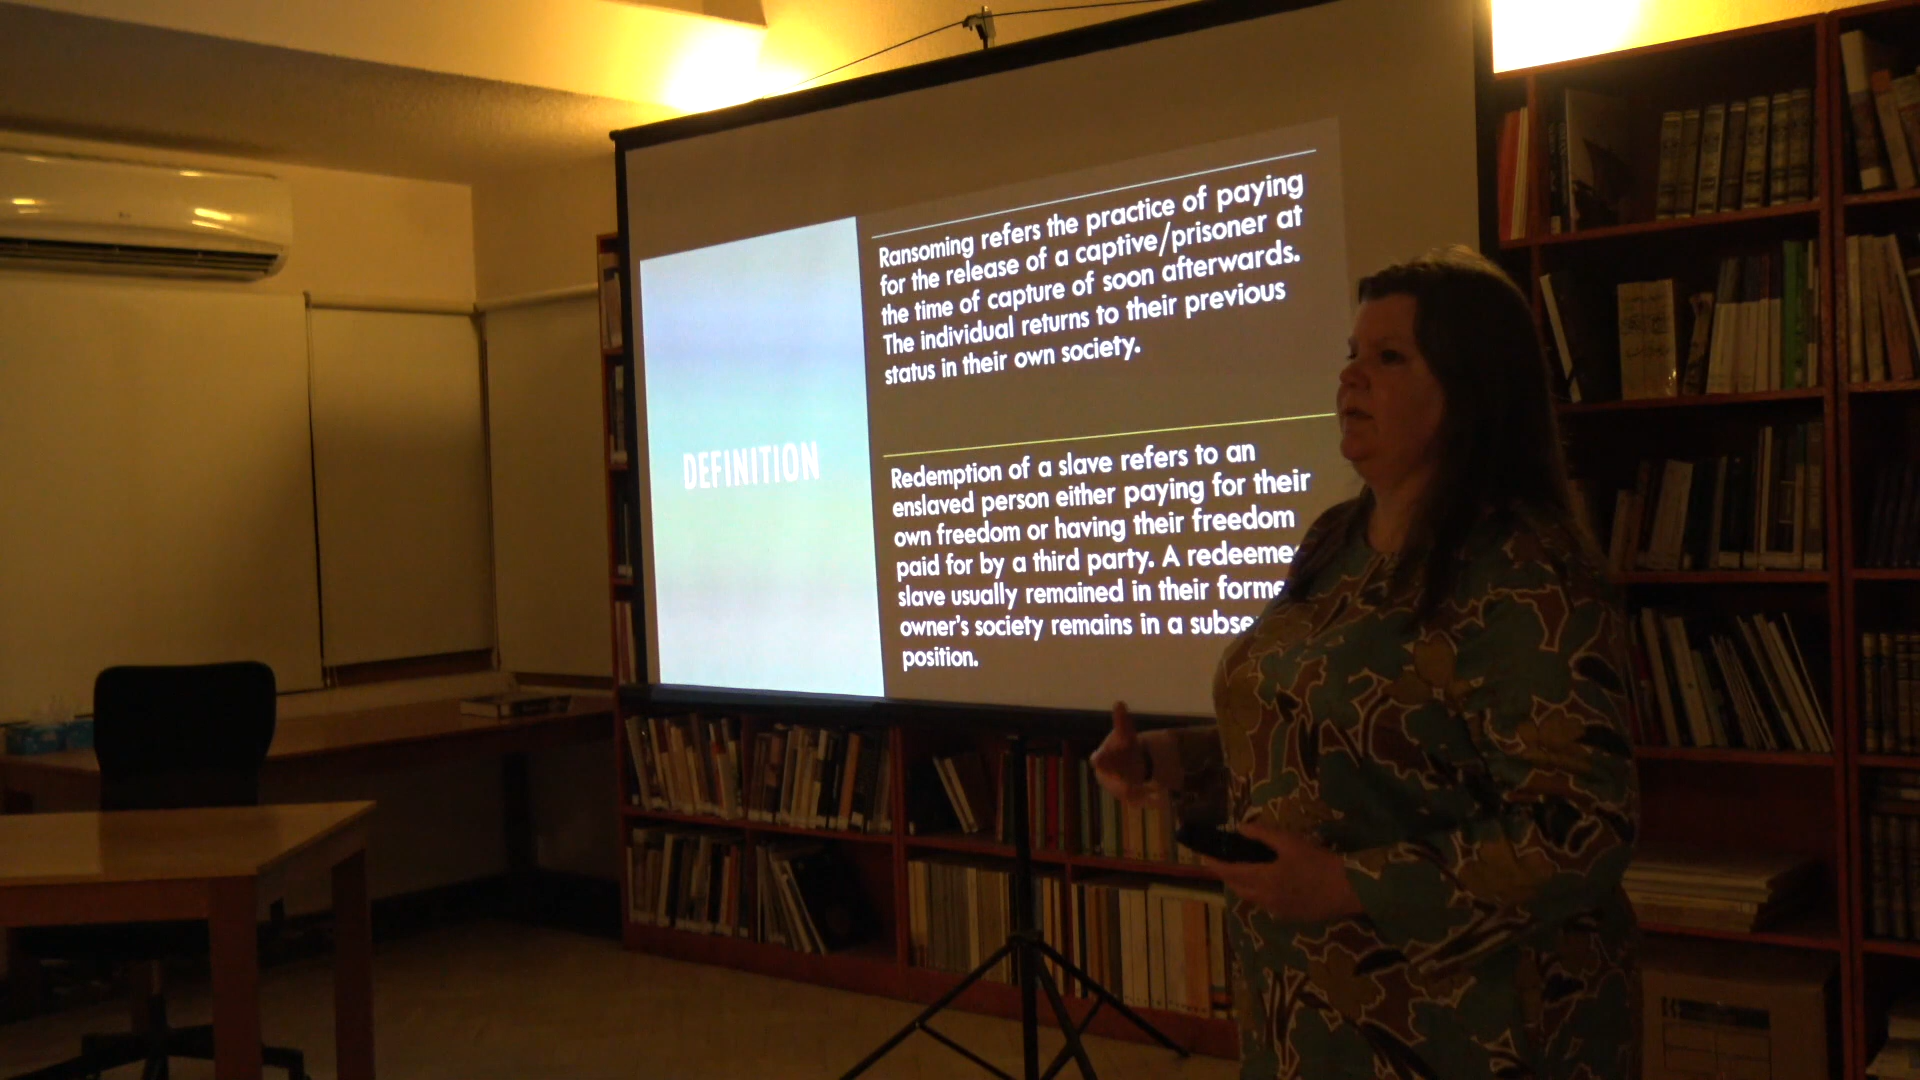 DEFINITION
Ransoming refers the practice of paying
for the release of a captive/prisoner at
the time of capture of soon afterwards.
The individual returns to their previous
status in their own society.
Redemption of a slave refers to an
enslaved person either paying for their
own freedom or having their freedom
paid for by a third party. A
slave usually remained in their
owner's society remains in a
position.